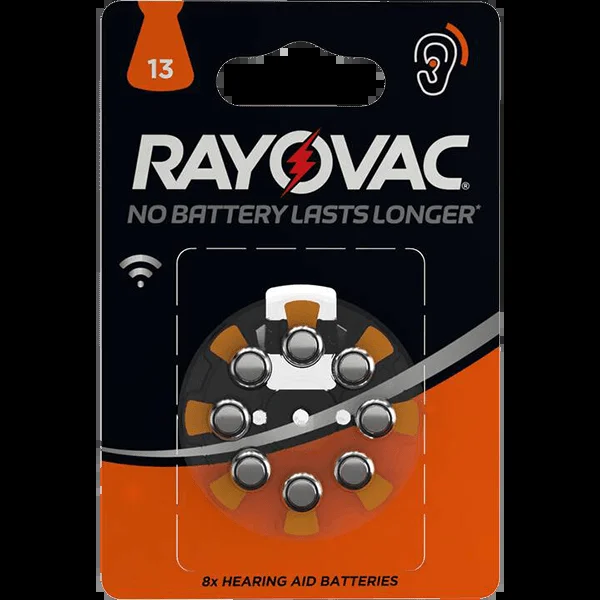 13
RAYOVAC®
NO BATTERY LASTS LONGER*
8x HEARING AID BATTERIES